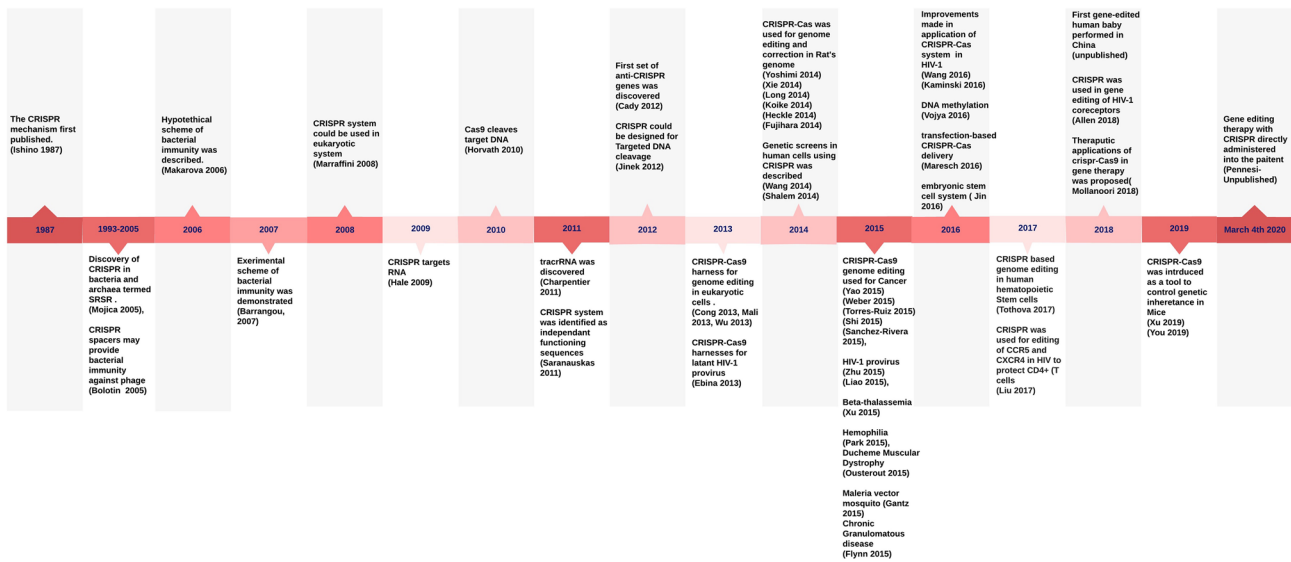 The CRISPR
mechanism first
published.
(Ishino 1987)
1987
1993-2005
Discovery of
CRISPR in
bacteria and
archaea termed
SRSR .
(Mojica 2005),
CRISPR
spacers may
provide
bacterial
immunity
against phage
(Bolotin  2005)
Hypotethical
scheme of
bacterial
immunity was
described.
(Makarova 2006)
2006
2007
Exerimental
scheme of
bacterial
immunity was
demonstrated
(Barrangou,
2007)
CRISPR system
could be used in
eukaryotic
system
(Marraffini 2008)
2008
2009
CRISPR targets
RNA
(Hale 2009)
Cas9 cleaves
target DNA
(Horvath 2010)
2010
2011
tracrRNA was
discovered
(Charpentier
2011)
CRISPR system
was identified as
independant
functioning
sequences
(Saranauskas
2011)
First set of
anti-CRISPR
genes was
discovered
(Cady 2012)
CRISPR could
be designed for
Targeted DNA
cleavage
(Jinek 2012)
2012
2013
CRISPR-Cas9
harness for
genome editing
in eukaryotic
cells .
(Cong 2013, Mali
2013, Wu 2013)
CRISPR-Cas9
harnesses for
latant HIV-1
provirus
(Ebina 2013)
CRISPR-Cas was
used for genome
editing and
correction in Rat's
genome
(Yoshimi 2014)
(Xie 2014)
(Long 2014)
(Koike 2014)
(Heckle 2014)
(Fujihara 2014)
Genetic screens in
human cells using
CRISPR was
described
(Wang 2014)
(Shalem 2014)
2014
2015
CRISPR-Cas9
genome editing
used for Cancer
(Yao 2015)
(Weber 2015)
(Torres-Ruiz 2015)
(Shi 2015)
(Sanchez-Rivera
2015),
HIV-1 provirus
(Zhu 2015)
(Liao 2015),
Beta-thalassemia
(Xu 2015)
Hemophilia
(Park 2015),
Ducheme Muscular
Dystrophy
(Ousterout 2015)
Maleria vector
mosquito (Gantz
2015)
Chronic
Granulomatous
disease
(Flynn 2015)
Improvements
made in
application of
CRISPR-Cas
system  in
HIV-1
(Wang 2016)
(Kaminski 2016)
DNA methylation
(Vojya 2016)
transfection-based
CRISPR-Cas
delivery
(Maresch 2016)
embryonic stem
cell system ( Jin
2016)
2016
2017
CRISPR based
genome editing
in human
hematopoietic
Stem cells
(Tothova 2017)
CRISPR was
used for editing
of CCR5 and
CXCR4 in HIV to
protect CD4+ (T
cells
(Liu 2017)
First gene-edited
human baby
performed in
China
(unpublished)
CRISPR was
used in gene
editing of HIV-1
coreceptors
(Allen 2018)
Theraputic
applications of
crispr-Cas9 in
gene therapy
was proposed(
Mollanoori 2018)
2018
2019
CRISPR-Cas9
was intrduced
as a tool to
control genetic
inheretance in
Mice
(Xu 2019)
(You 2019)
Gene editing
therapy with
CRISPR directly
administered
into the paitent
(Pennesi-
Unpublished)
March 4th 2020